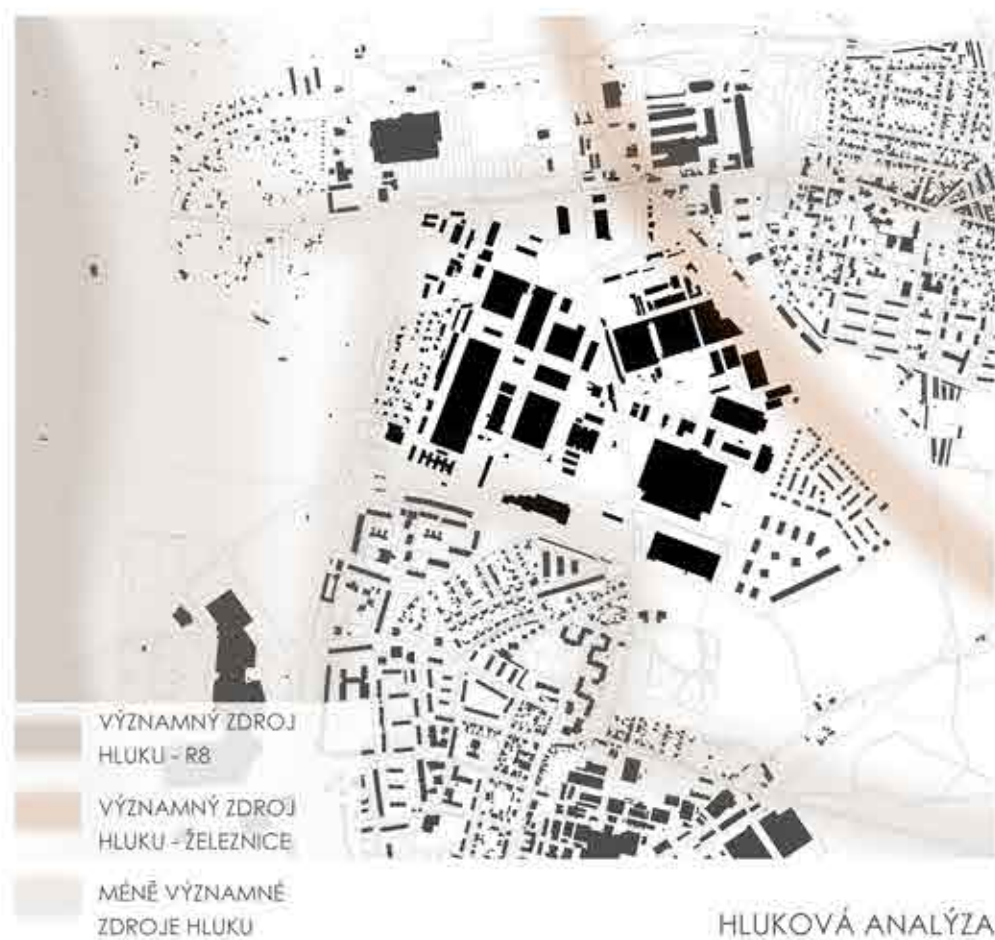 VÝZNAMNÝ ZDROJ
HLUKU - R8
VÝZNAMNÝ ZDROJ
HLUKU - ŽELEZNICE
MÉNĚ VÝZNAMNÉ
ZDROJE HLUKU
HLUKOVÁ ANALÝZA